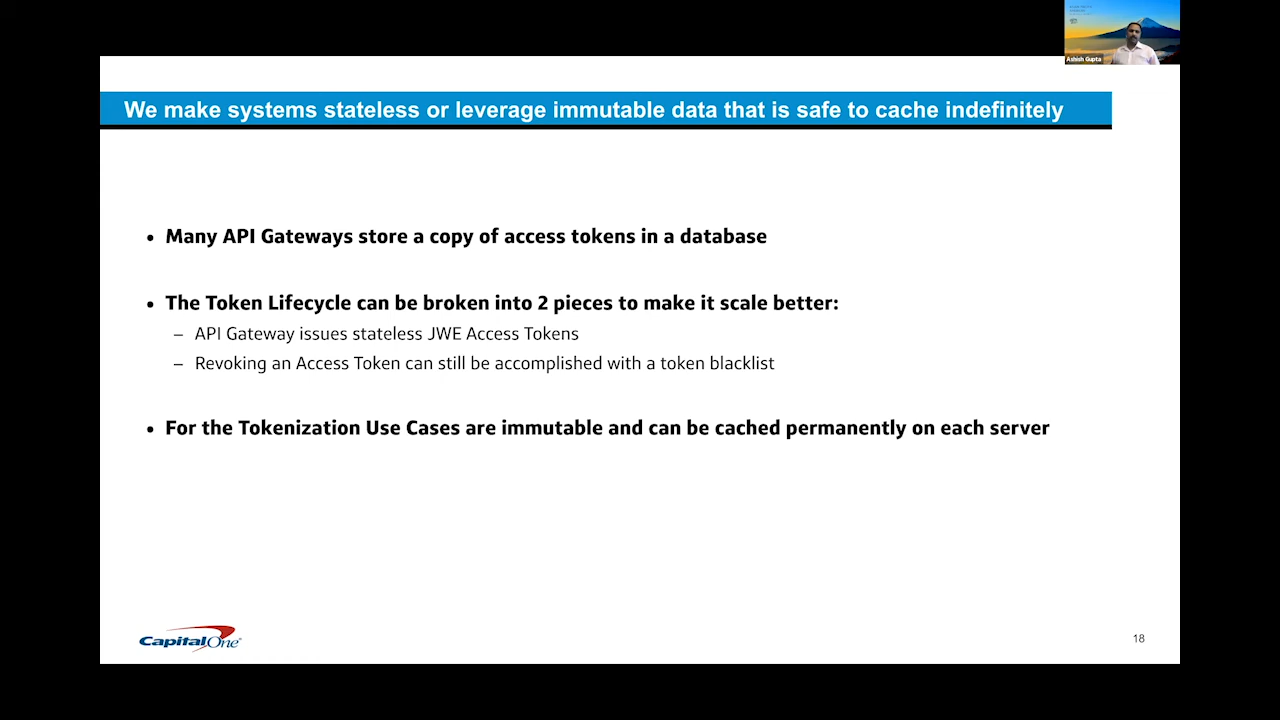 Ashish Gupta
We make systems stateless or leverage immutable data that is safe to cache indefinitely
• Many API Gateways store a copy of access tokens in a database
• The Token Lifecycle can be broken into 2 pieces to make it scale better:
– API Gateway issues stateless JWE Access Tokens
– Revoking an Access Token can still be accomplished with a token blacklist
• For the Tokenization Use Cases are immutable and can be cached permanently on each server
CapitalOne
18